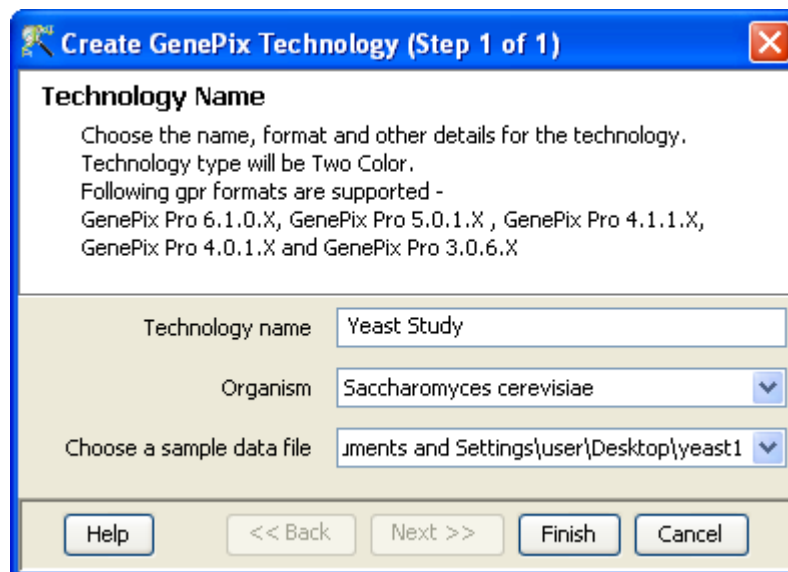 Create GenePix Technology (Step 1 of 1)
Technology Name
Choose the name, format and other details for the technology.
Technology type will be Two Color.
Following gpr formats are supported -
GenePix Pro 6.1.0.X, GenePix Pro 5.0.1.X , GenePix Pro 4.1.1.X,
GenePix Pro 4.0.1.X and GenePix Pro 3.0.6.X
Technology name Yeast Study
Organism Saccharomyces cerevisiae
Choose a sample data file uments and Settings\user\Desktop\yeast1
Help << Back Next >> Finish Cancel